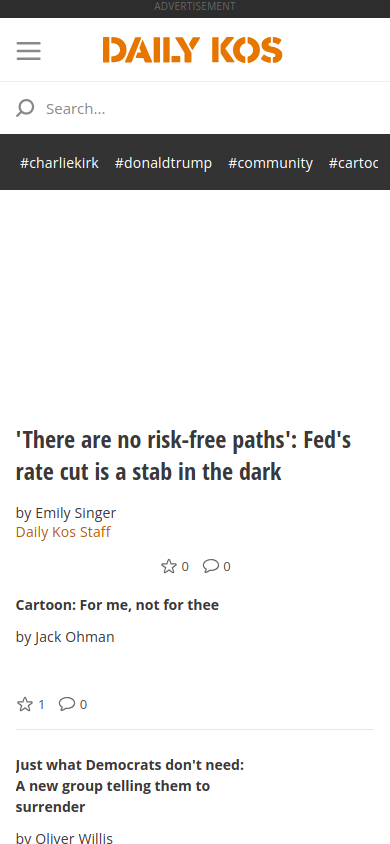 ADVERTISEMENT
DAILY KOS
Search...
#charliekirk #donaldtrump #community #cartoc
'There are no risk-free paths': Fed's
rate cut is a stab in the dark
by Emily Singer
Daily Kos Staff
0 0
Cartoon: For me, not for thee
by Jack Ohman
1 0
Just what Democrats don't need:
A new group telling them to
surrender
by Oliver Willis